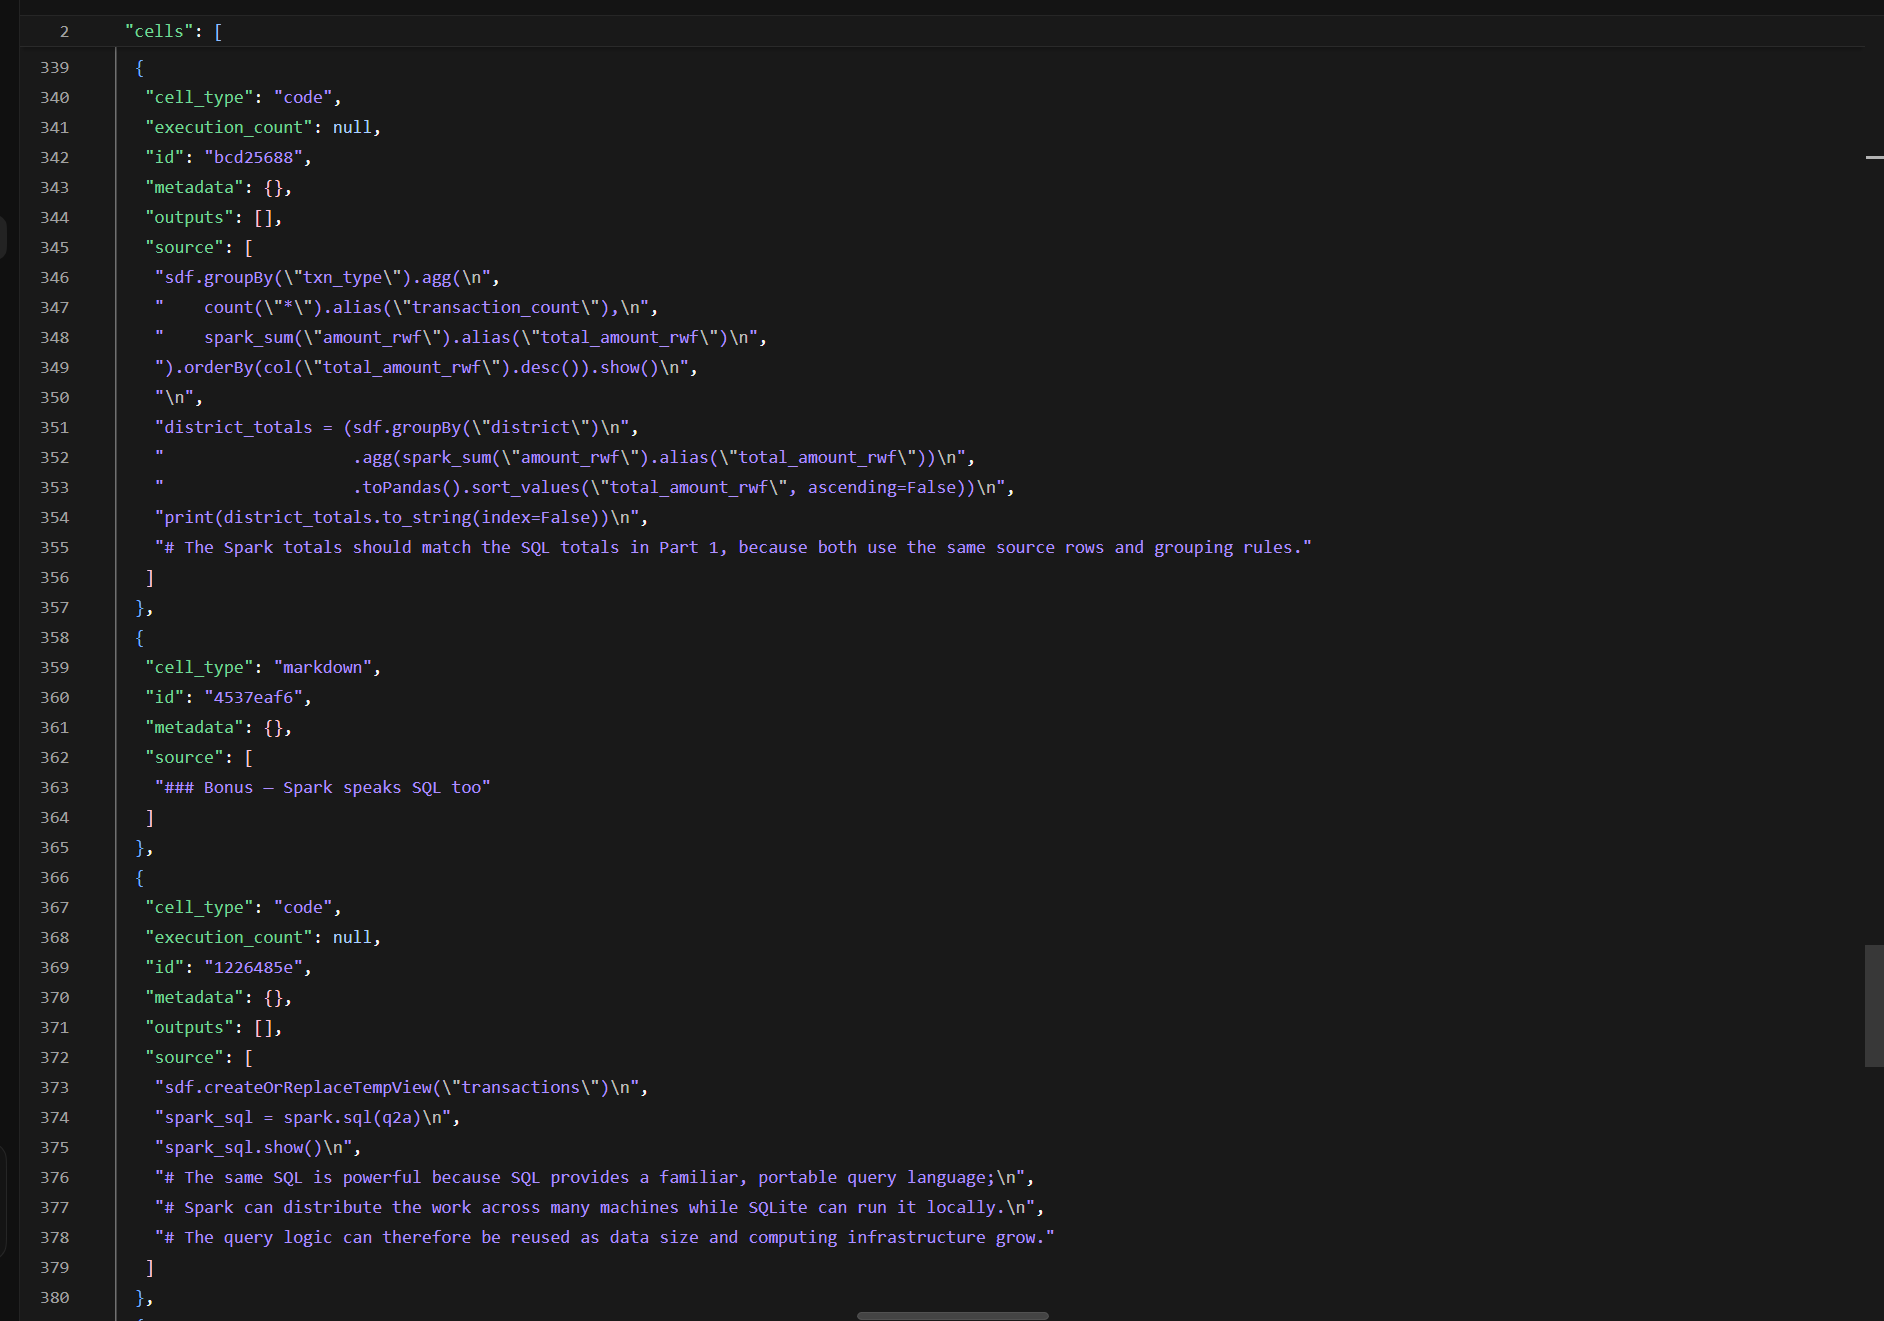 2 "cells": [
339 {
340 "cell_type": "code",
341 "execution_count": null,
342 "id": "bcd25688",
343 "metadata": {},
344 "outputs": [],
345 "source": [
346 "sdf.groupBy(\"txn_type\").agg(\n",
347 "    count(\"*\").alias(\"transaction_count\"),\n",
348 "    spark_sum(\"amount_rwf\").alias(\"total_amount_rwf\")\n",
349 ").orderBy(col(\"total_amount_rwf\").desc()).show()\n",
350 "\n",
351 "district_totals = (sdf.groupBy(\"district\")\n",
352 "                   .agg(spark_sum(\"amount_rwf\").alias(\"total_amount_rwf\"))\n",
353 "                   .toPandas().sort_values(\"total_amount_rwf\", ascending=False))\n",
354 "print(district_totals.to_string(index=False))\n",
355 "# The Spark totals should match the SQL totals in Part 1, because both use the same source rows and grouping rules."
356 ]
357 },
358 {
359 "cell_type": "markdown",
360 "id": "4537eaf6",
361 "metadata": {},
362 "source": [
363 "### Bonus — Spark speaks SQL too"
364 ]
365 },
366 {
367 "cell_type": "code",
368 "execution_count": null,
369 "id": "1226485e",
370 "metadata": {},
371 "outputs": [],
372 "source": [
373 "sdf.createOrReplaceTempView(\"transactions\")\n",
374 "spark_sql = spark.sql(q2a)\n",
375 "spark_sql.show()\n",
376 "# The same SQL is powerful because SQL provides a familiar, portable query language;\n",
377 "# Spark can distribute the work across many machines while SQLite can run it locally.\n",
378 "# The query logic can therefore be reused as data size and computing infrastructure grow."
379 ]
380 },